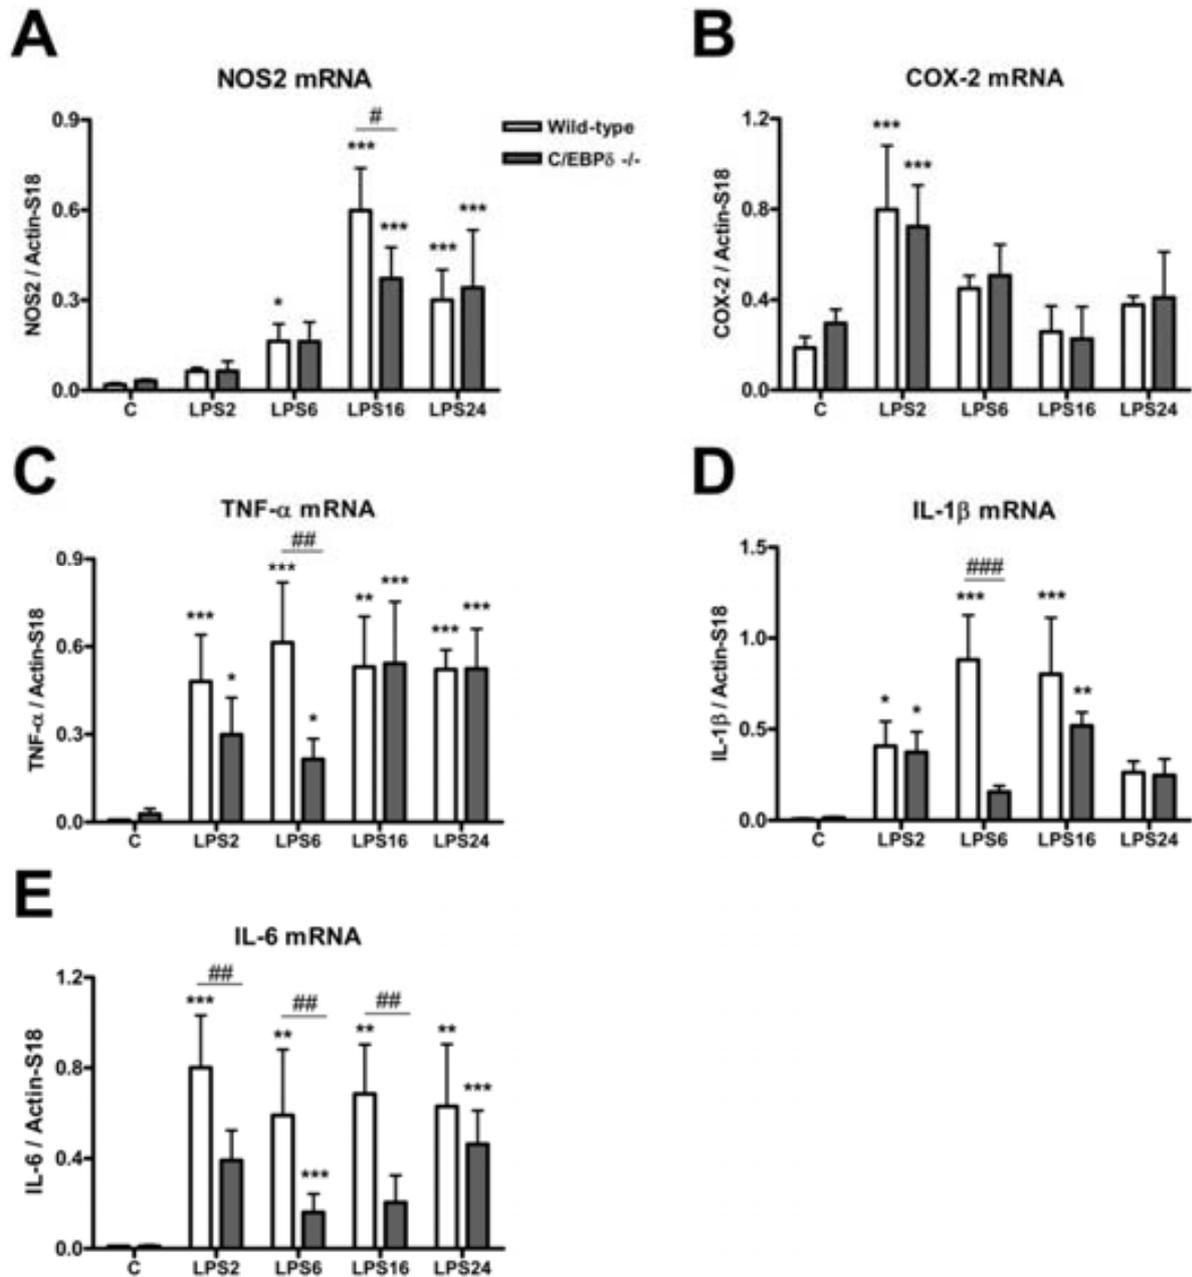 A
NOS2 mRNA
NOS2 / Actin-S18
0.9
0.6
0.3
0.0
#
***
***
***
***
*
C
LPS2
LPS6
LPS16
LPS24
Wild-type
C/EBPδ -/-
B
COX-2 mRNA
COX-2 / Actin-S18
1.2
0.8
0.4
0.0
***
***
C
LPS2
LPS6
LPS16
LPS24
C
TNF-α mRNA
TNF-α / Actin-S18
0.9
0.6
0.3
0.0
##
***
***
*
*
**
***
***
***
C
LPS2
LPS6
LPS16
LPS24
D
IL-1β mRNA
IL-1β / Actin-S18
1.5
1.0
0.5
0.0
###
***
***
*
*
**
C
LPS2
LPS6
LPS16
LPS24
E
IL-6 mRNA
IL-6 / Actin-S18
1.2
0.8
0.4
0.0
##
***
##
**
***
##
**
**
***
C
LPS2
LPS6
LPS16
LPS24